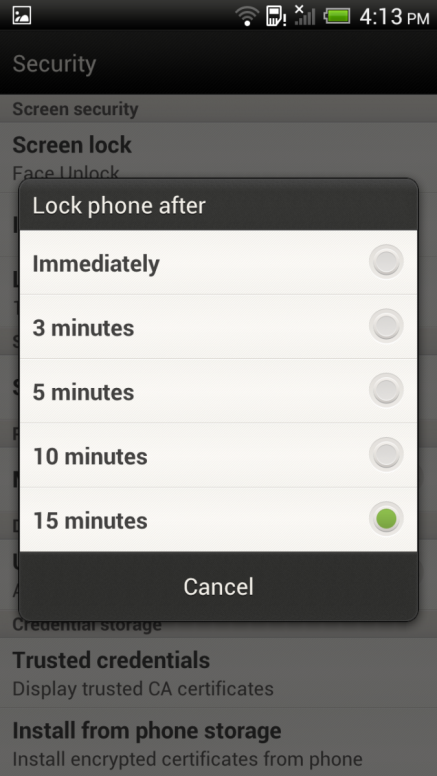 4:13 PM
Security
Screen security
Screen lock
Face Unlock
Lock phone after
Immediately
3 minutes
5 minutes
10 minutes
15 minutes
Cancel
Credential storage
Trusted credentials
Display trusted CA certificates
Install from phone storage
Install encrypted certificates from phone